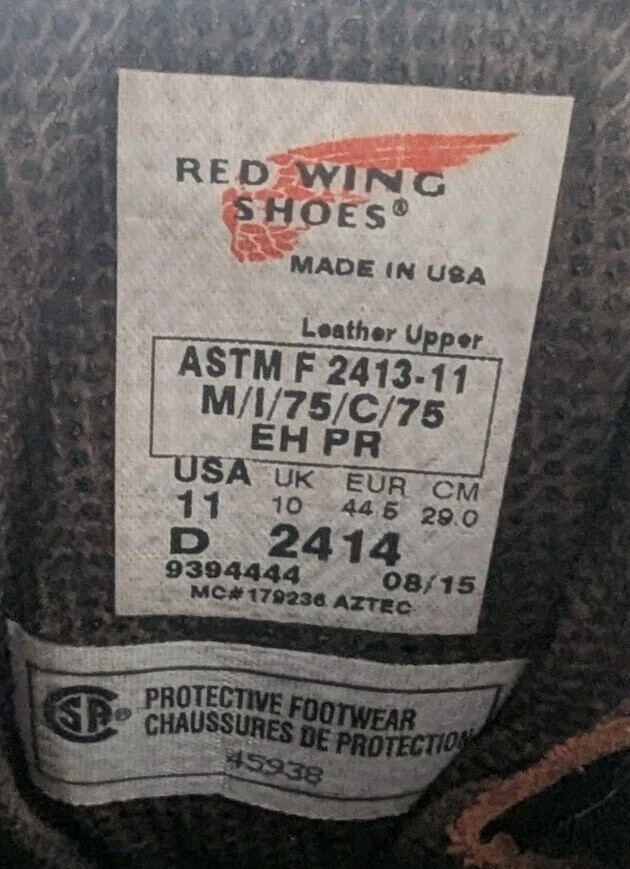 RED WING
SHOES®
MADE IN USA
Leather Upper
ASTM F 2413-11
M/I/75/C/75
EH PR
USA UK EUR CM
11 10 44.5 29.0
D 2414
9394444 08/15
MC#179236 AZTEC
SA®
PROTECTIVE FOOTWEAR
CHAUSSURES DE PROTECTION
45938